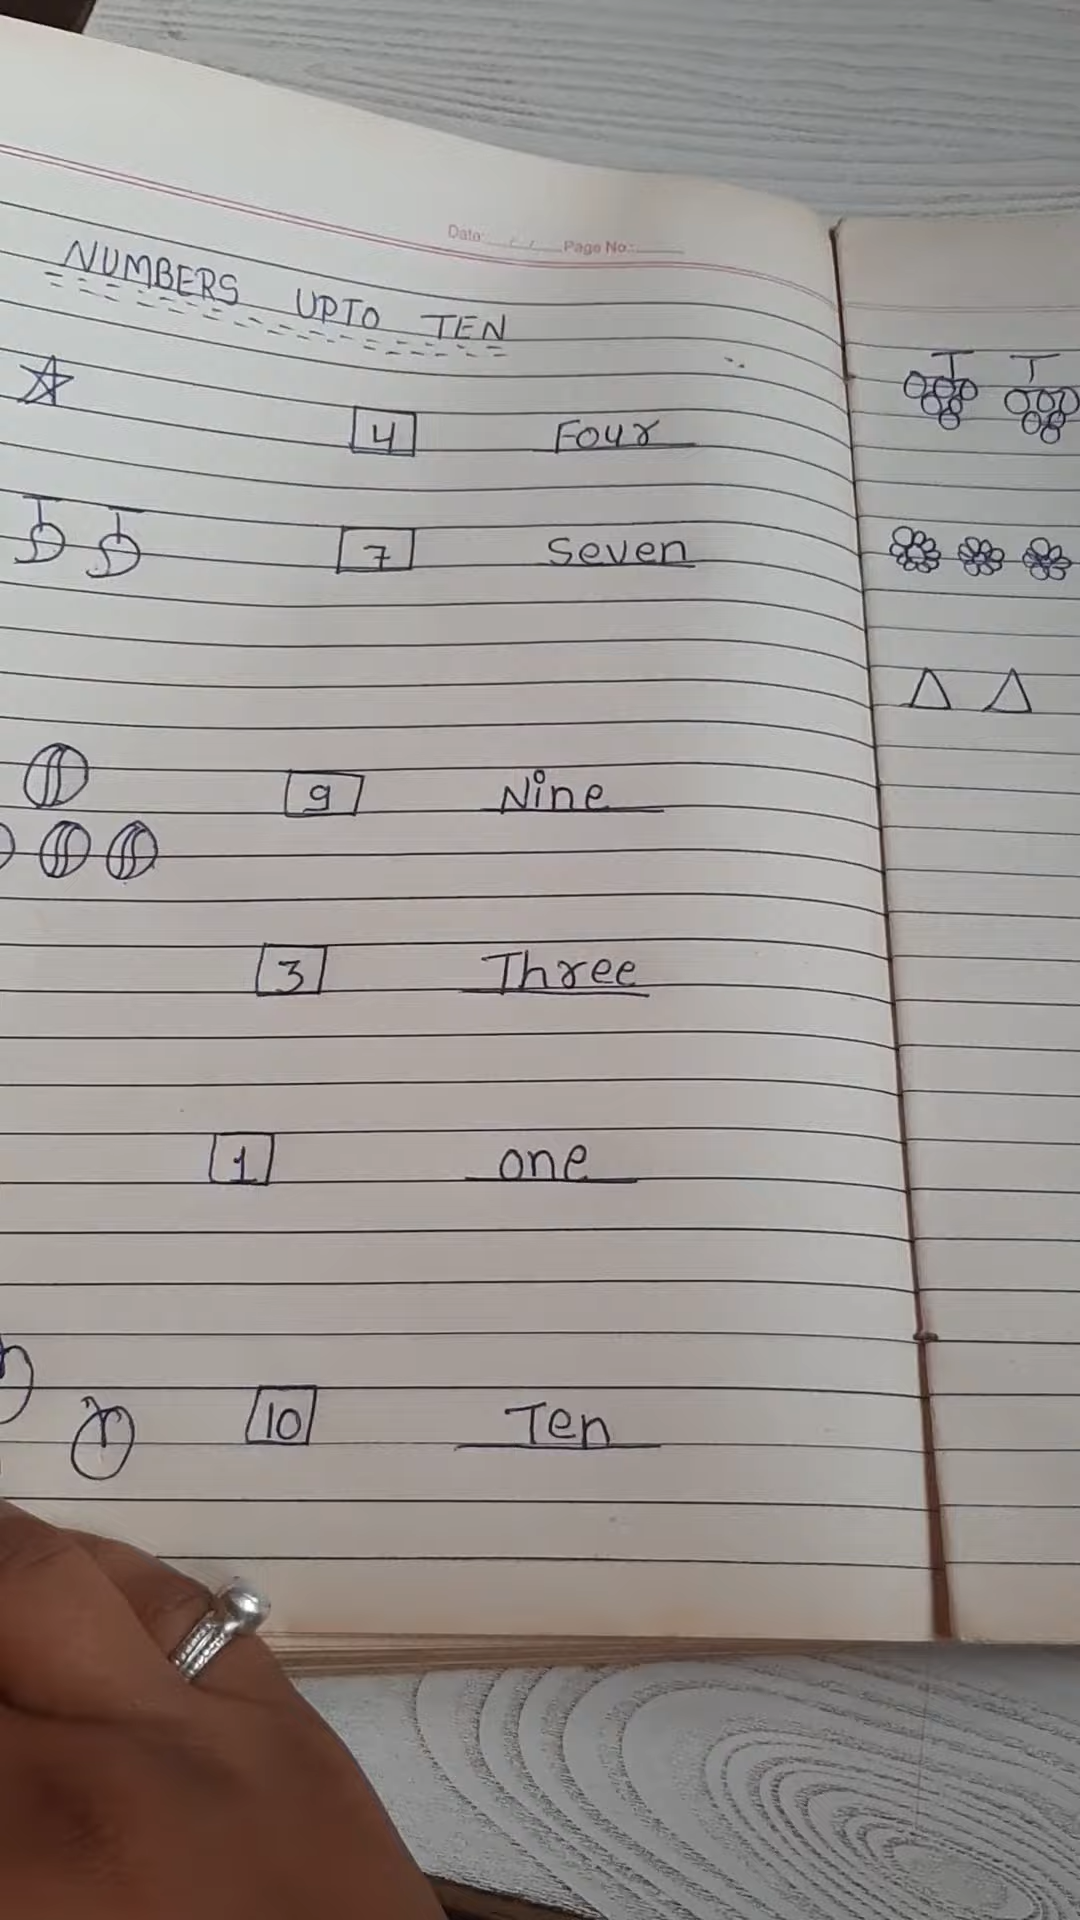 Date: / / Page No.:
NUMBERS UPTO TEN
4 Four
7 Seven
9 Nine
3 Three
1 one
10 Ten